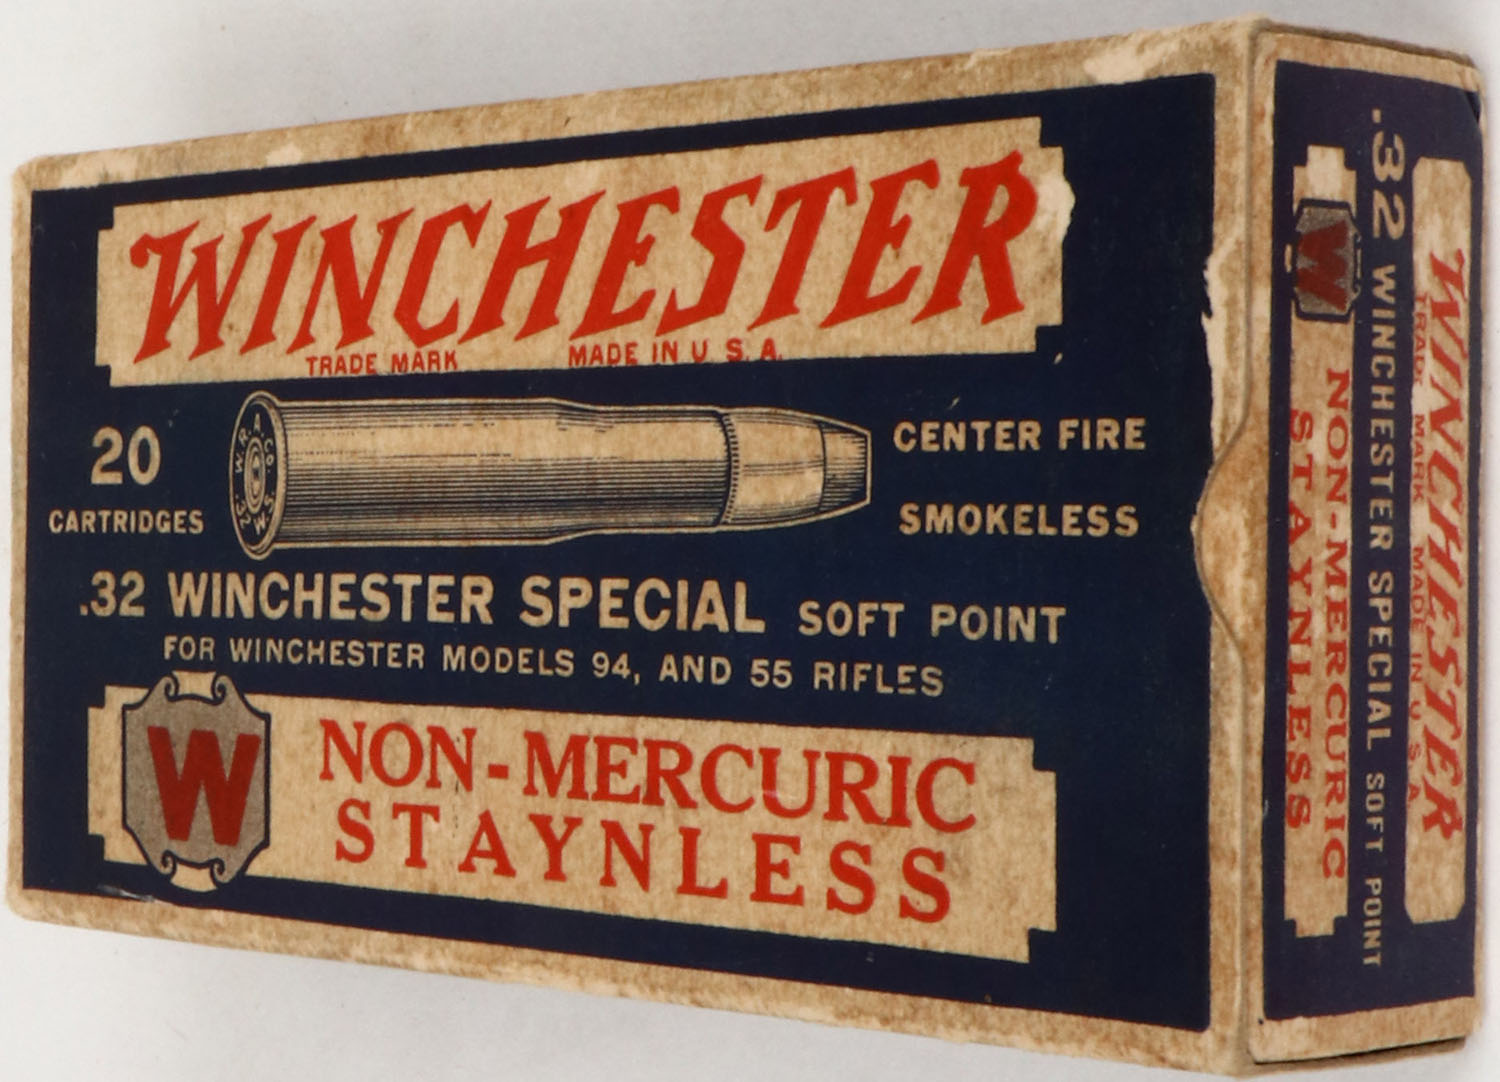 WINCHESTER
TRADE MARK MADE IN U.S.A.
20
CARTRIDGES
W.R.A.CO.
.32 W.S.
CENTER FIRE
SMOKELESS
.32 WINCHESTER SPECIAL SOFT POINT
FOR WINCHESTER MODELS 94, AND 55 RIFLES
W
NON-MERCURIC
STAYNLESS
WINCHESTER
TRADE MARK MADE IN U.S.A.
.32 WINCHESTER SPECIAL SOFT POINT
W
NON-MERCURIC
STAYNLESS